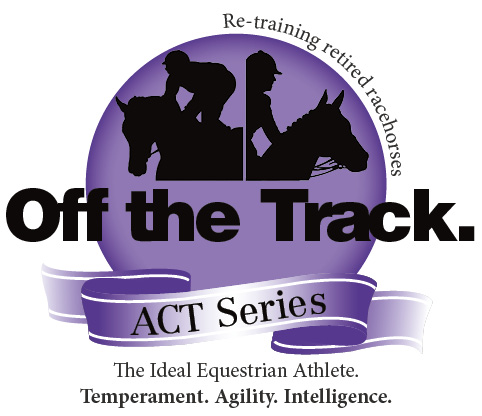 Re-training retired racehorses
Off the Track.
ACT Series
The Ideal Equestrian Athlete.
Temperament. Agility. Intelligence.